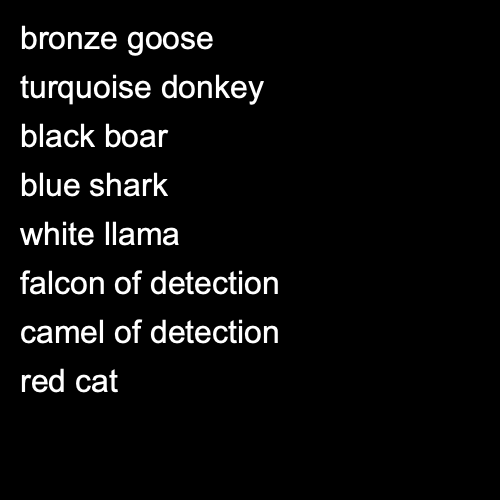 bronze goose
turquoise donkey
black boar
blue shark
white llama
falcon of detection
camel of detection
red cat